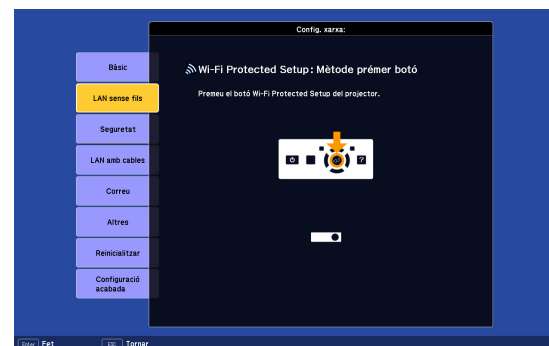 Config. xarxa:
Bàsic
LAN sense fils
Seguretat
LAN amb cables
Correu
Altres
Reinicialitzar
Configuració
acabada
Wi-Fi Protected Setup: Mètode prémer botó
Premeu el botó Wi-Fi Protected Setup del projector.
?
Enter Fet
ESC Tornar